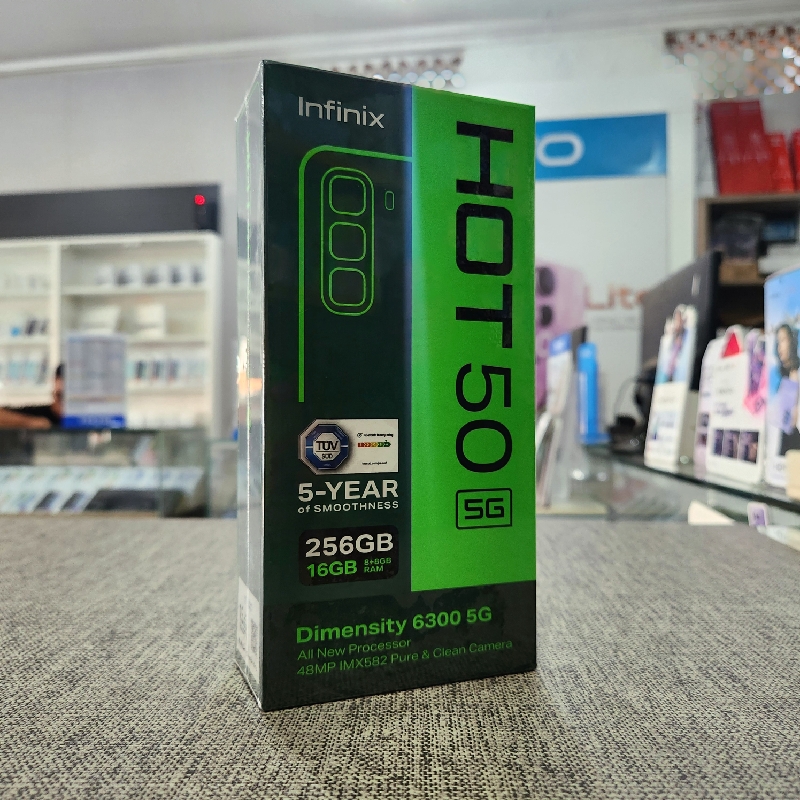 Infinix
HOT 50
5G
TÜV
SÜD
5-YEAR
of SMOOTHNESS
256GB
16GB 8+8GB RAM
Dimensity 6300 5G
All New Processor
48MP IMX582 Pure & Clean Camera
Lite